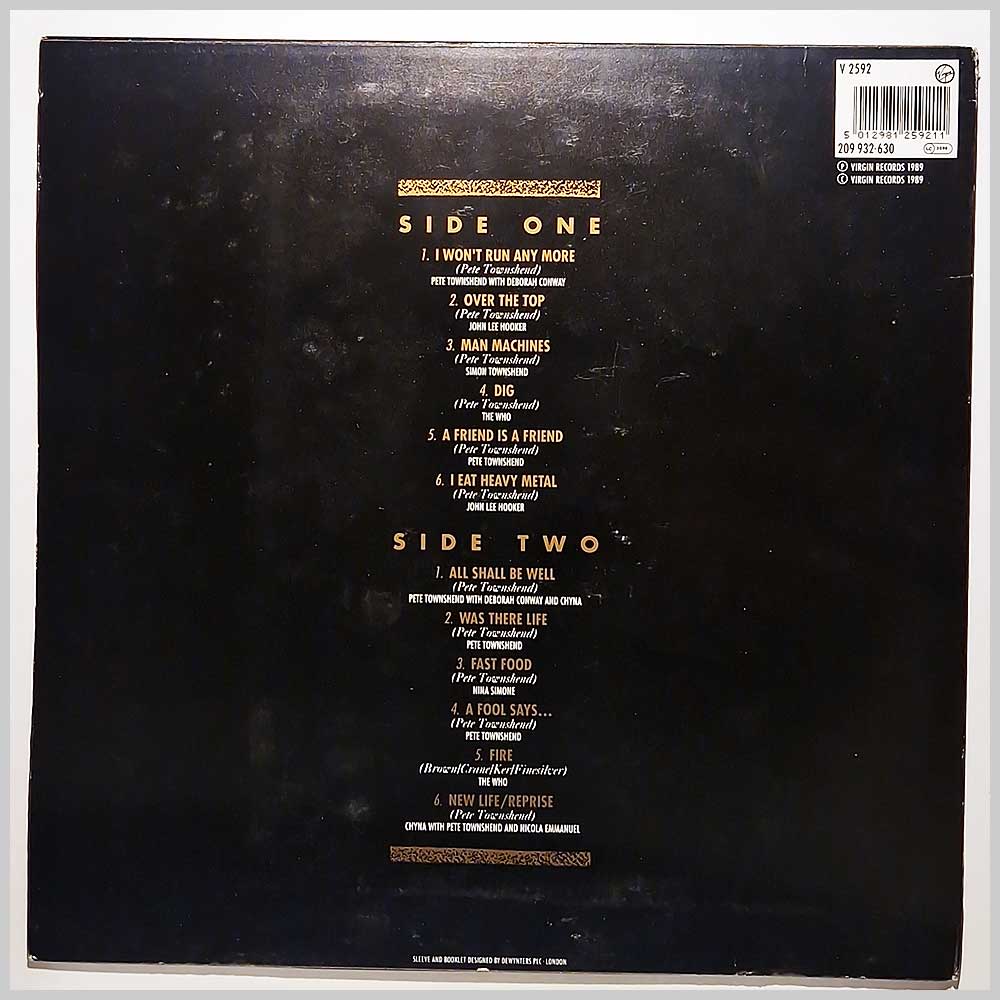 V 2592
Virgin
5 012981 259211
209 932-630
LC 3098
Ⓟ VIRGIN RECORDS 1989
Ⓒ VIRGIN RECORDS 1989
SIDE ONE
1. I WON'T RUN ANY MORE
(Pete Townshend)
PETE TOWNSHEND WITH DEBORAH CONWAY
2. OVER THE TOP
(Pete Townshend)
JOHN LEE HOOKER
3. MAN MACHINES
(Pete Townshend)
SIMON TOWNSHEND
4. DIG
(Pete Townshend)
THE WHO
5. A FRIEND IS A FRIEND
(Pete Townshend)
PETE TOWNSHEND
6. I EAT HEAVY METAL
(Pete Townshend)
JOHN LEE HOOKER
SIDE TWO
1. ALL SHALL BE WELL
(Pete Townshend)
PETE TOWNSHEND WITH DEBORAH CONWAY AND CHYNA
2. WAS THERE LIFE
(Pete Townshend)
PETE TOWNSHEND
3. FAST FOOD
(Pete Townshend)
NINA SIMONE
4. A FOOL SAYS...
(Pete Townshend)
PETE TOWNSHEND
5. FIRE
(Brown/Crane/Ker/Finesilver)
THE WHO
6. NEW LIFE/REPRISE
(Pete Townshend)
CHYNA WITH PETE TOWNSHEND AND NICOLA EMMANUEL
SLEEVE AND BOOKLET DESIGNED BY DEWYNTERS PLC · LONDON